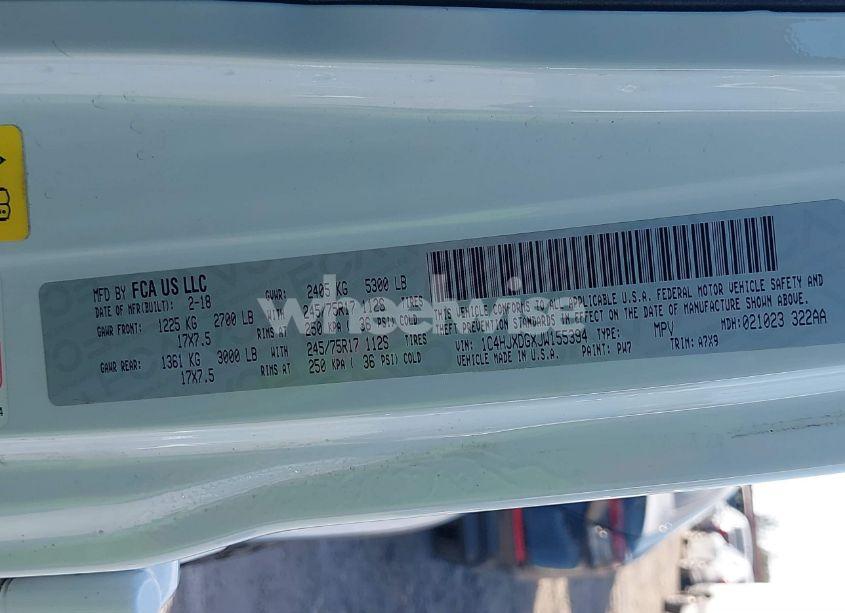 MFD BY FCA US LLC
DATE OF MFR(BUILT): 2-18
GVWR: 2405 KG 5300 LB
GAWR FRONT: 1225 KG 2700 LB WITH 245/75R17 112S TIRES
17X7.5 RIMS AT 250 KPA( 36 PSI) COLD
GAWR REAR: 1361 KG 3000 LB WITH 245/75R17 112S TIRES
17X7.5 RIMS AT 250 KPA( 36 PSI) COLD
THIS VEHICLE CONFORMS TO ALL APPLICABLE U.S.A. FEDERAL MOTOR VEHICLE SAFETY AND
THEFT PREVENTION STANDARDS IN EFFECT ON THE DATE OF MANUFACTURE SHOWN ABOVE.
VIN: 1C4HJXDGXJW155394 TYPE: MPV MDH:021023 322AA
VEHICLE MADE IN U.S.A. PAINT: PW7 TRIM: A7X9
wheelwise
4